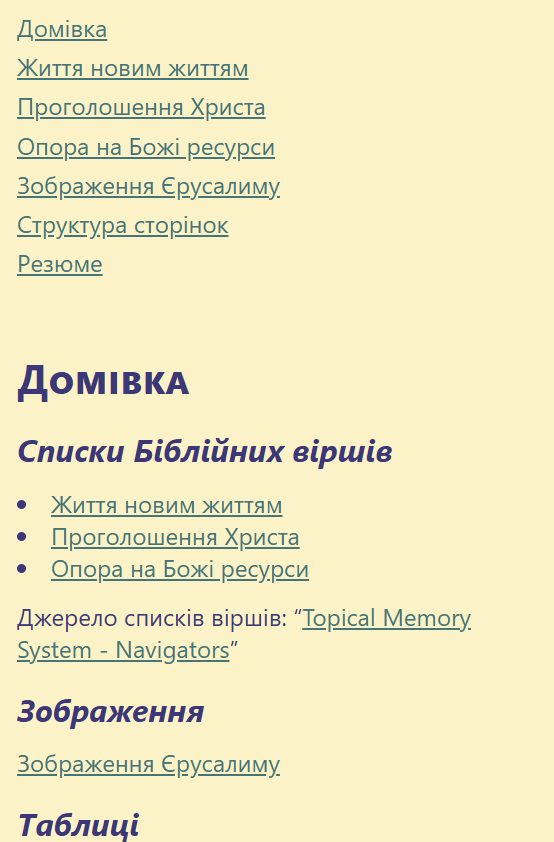 Домівка
Життя новим життям
Проголошення Христа
Опора на Божі ресурси
Зображення Єрусалиму
Структура сторінок
Резюме
Домівка
Списки Біблійних віршів
• Життя новим життям
• Проголошення Христа
• Опора на Божі ресурси
Джерело списків віршів: “Topical Memory
System - Navigators”
Зображення
Зображення Єрусалиму
Таблиці